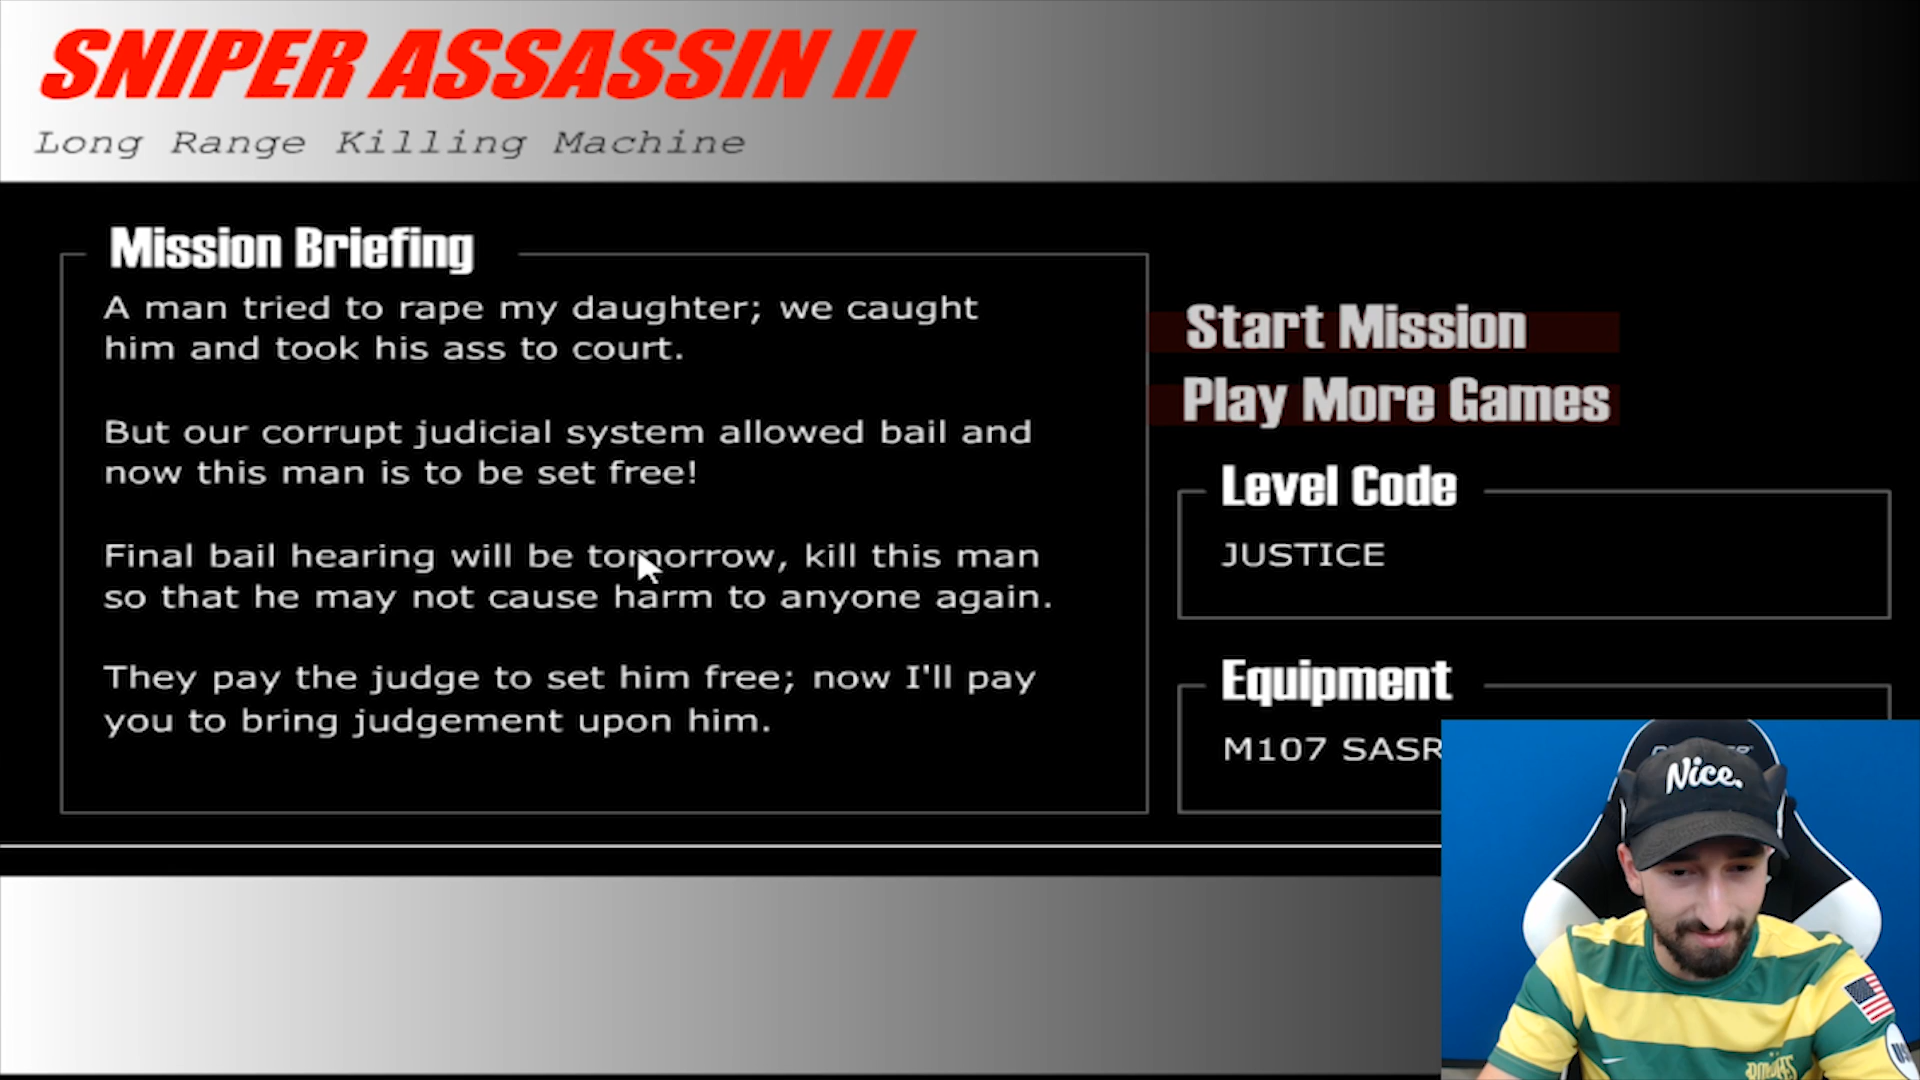 SNIPER ASSASSIN II
Long Range Killing Machine
Mission Briefing
A man tried to rape my daughter; we caught
him and took his ass to court.
But our corrupt judicial system allowed bail and
now this man is to be set free!
Final bail hearing will be tomorrow, kill this man
so that he may not cause harm to anyone again.
They pay the judge to set him free; now I'll pay
you to bring judgement upon him.
Start Mission
Play More Games
Level Code
JUSTICE
Equipment
M107 SASR
Nice.